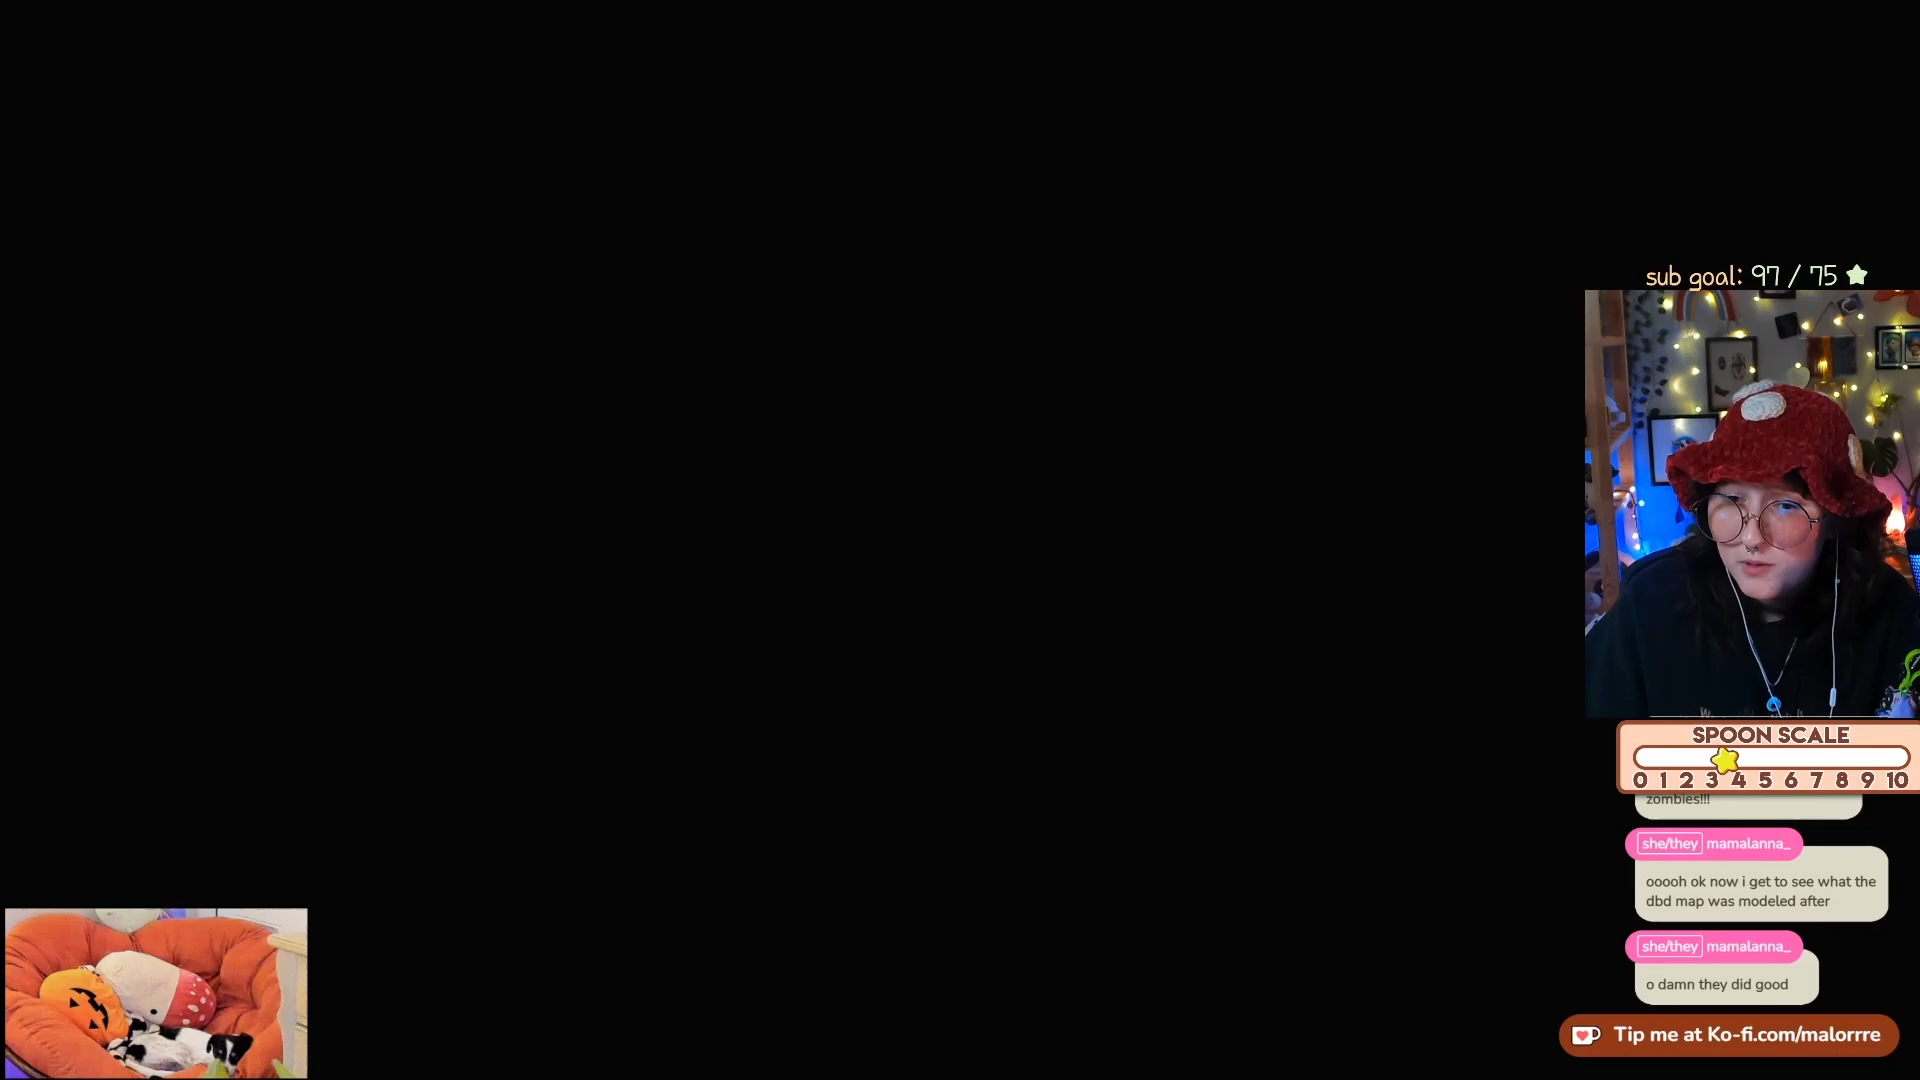 sub goal: 97 / 75
SPOON SCALE
0 1 2 3 4 5 6 7 8 9 10
zombies!!!
she/they mamalanna_
ooooh ok now i get to see what the
dbd map was modeled after
she/they mamalanna_
o damn they did good
Tip me at Ko-fi.com/malorrre